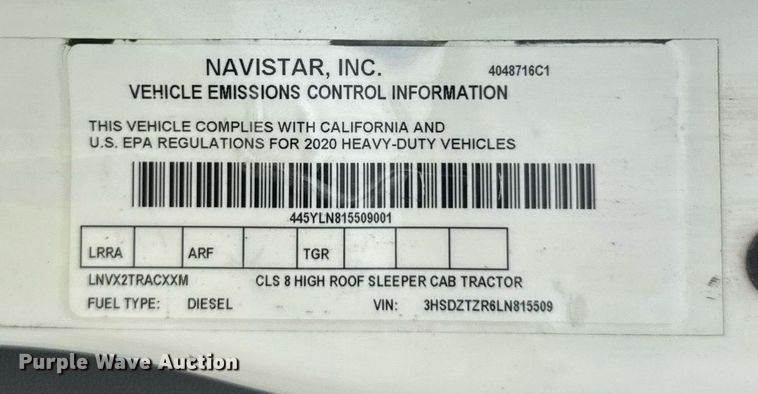 NAVISTAR, INC. 4048716C1
VEHICLE EMISSIONS CONTROL INFORMATION
THIS VEHICLE COMPLIES WITH CALIFORNIA AND
U.S. EPA REGULATIONS FOR 2020 HEAVY-DUTY VEHICLES
445YLN815509001
LRRA ARF TGR
LNVX2TRACXXM CLS 8 HIGH ROOF SLEEPER CAB TRACTOR
FUEL TYPE: DIESEL VIN: 3HSDZTZR6LN815509
Purple Wave Auction